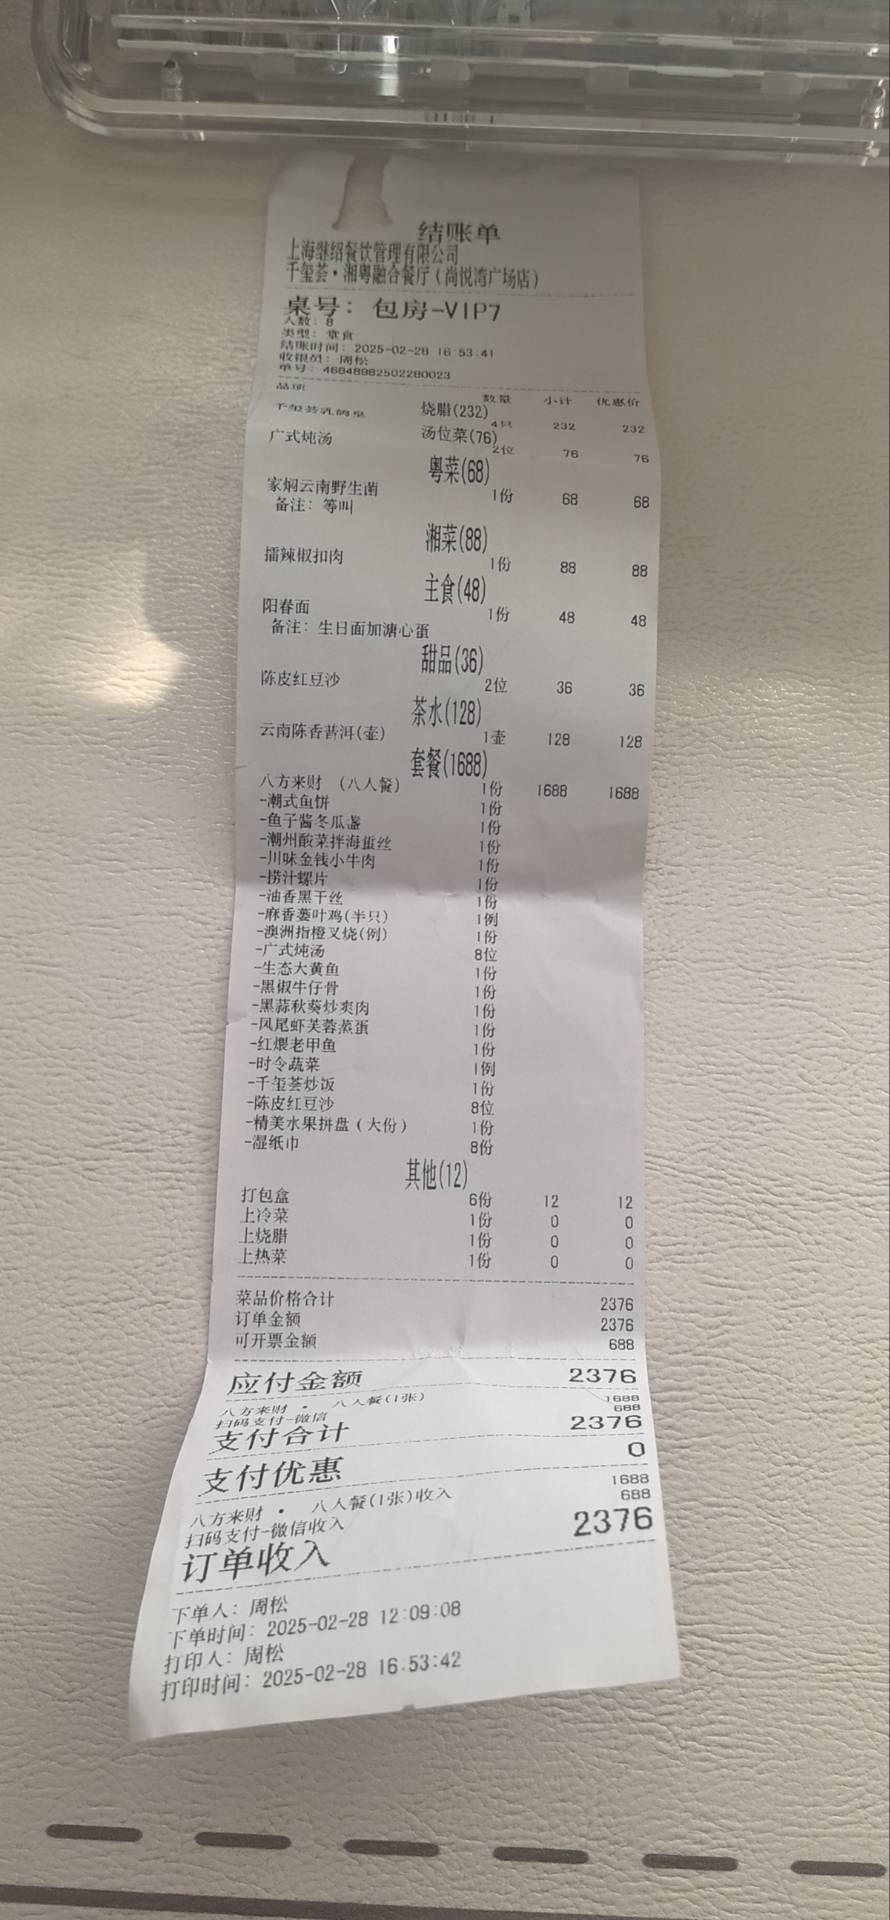 结账单
上海继绍餐饮管理有限公司
千玺荟·湘粤融合餐厅(尚悦湾广场店)
桌号: 包房-VIP7
人数: 8
类型: 堂食
结账时间: 2025-02-28 16:53:41
收银员: 周松
单号: 46848982502280023
品项 数量 小计 优惠价
烧腊(232)
千玺荟乳鸽皇 4只 232 232
汤位菜(76)
广式炖汤 2位 76 76
粤菜(68)
家焖云南野生菌 1份 68 68
备注: 等叫
湘菜(88)
擂辣椒扣肉 1份 88 88
主食(48)
阳春面 1份 48 48
备注: 生日面加溏心蛋
甜品(36)
陈皮红豆沙 2位 36 36
茶水(128)
云南陈香普洱(壶) 1壶 128 128
套餐(1688)
八方来财 (八人餐) 1份 1688 1688
-潮式鱼饼 1份
-鱼子酱冬瓜盏 1份
-潮州酸菜拌海蜇丝 1份
-川味金钱小牛肉 1份
-捞汁螺片 1份
-油香黑干丝 1份
-麻香蒌叶鸡(半只) 1例
-澳洲指橙叉烧(例) 1份
-广式炖汤 8位
-生态大黄鱼 1份
-黑椒牛仔骨 1份
-黑蒜秋葵炒爽肉 1份
-凤尾虾芙蓉蒸蛋 1份
-红煨老甲鱼 1份
-时令蔬菜 1例
-千玺荟炒饭 1份
-陈皮红豆沙 8位
-精美水果拼盘(大份) 1份
-湿纸巾 8份
其他(12)
打包盒 6份 12 12
上冷菜 1份 0 0
上烧腊 1份 0 0
上热菜 1份 0 0
菜品价格合计 2376
订单金额 2376
可开票金额 688
应付金额 2376
八方来财 · 八人餐(1张) 1688
扫码支付-微信 688
支付合计 2376
支付优惠 0
八方来财 · 八人餐(1张)收入 1688
扫码支付-微信收入 688
订单收入 2376
下单人: 周松
下单时间: 2025-02-28 12:09:08
打印人: 周松
打印时间: 2025-02-28 16:53:42